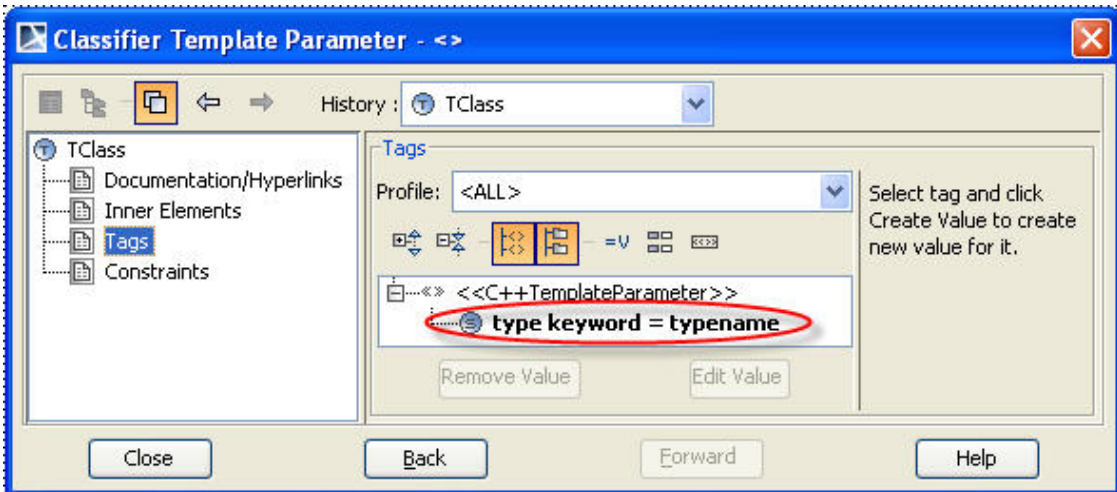 Classifier Template Parameter - <>
History : TClass
TClass
Documentation/Hyperlinks
Inner Elements
Tags
Constraints
Tags
Profile: <ALL>
=V
<<C++TemplateParameter>>
type keyword = typename
Remove Value Edit Value
Select tag and click
Create Value to create
new value for it.
Close Back Forward Help